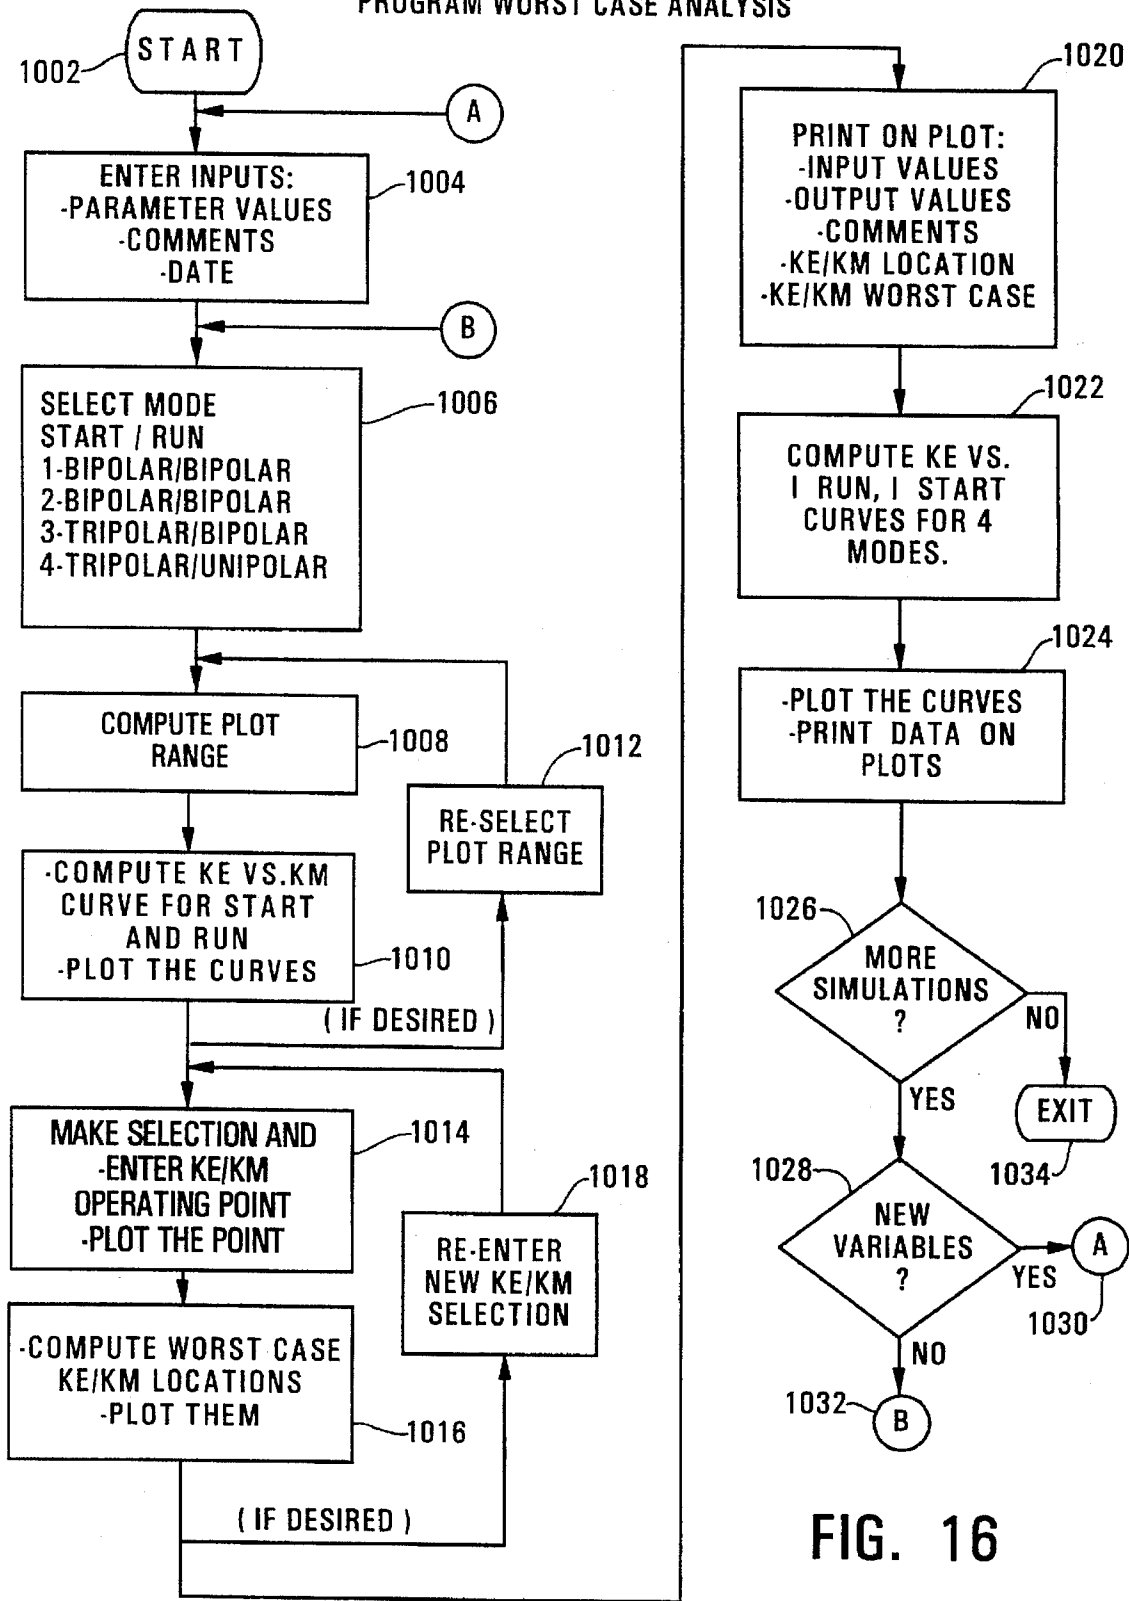 PROGRAM WORST CASE ANALYSIS
START
1002
A
ENTER INPUTS:
-PARAMETER VALUES
-COMMENTS
-DATE
1004
B
SELECT MODE
START / RUN
1-BIPOLAR/BIPOLAR
2-BIPOLAR/BIPOLAR
3-TRIPOLAR/BIPOLAR
4-TRIPOLAR/UNIPOLAR
1006
COMPUTE PLOT
RANGE
1008
1012
RE-SELECT
PLOT RANGE
-COMPUTE KE VS.KM
CURVE FOR START
AND RUN
-PLOT THE CURVES
1010
( IF DESIRED )
MAKE SELECTION AND
-ENTER KE/KM
OPERATING POINT
-PLOT THE POINT
1014
1018
RE-ENTER
NEW KE/KM
SELECTION
-COMPUTE WORST CASE
KE/KM LOCATIONS
-PLOT THEM
1016
( IF DESIRED )
1020
PRINT ON PLOT:
-INPUT VALUES
-OUTPUT VALUES
-COMMENTS
-KE/KM LOCATION
-KE/KM WORST CASE
1022
COMPUTE KE VS.
I RUN, I START
CURVES FOR 4
MODES.
1024
-PLOT THE CURVES
-PRINT DATA ON
PLOTS
1026
MORE
SIMULATIONS
?
NO
EXIT
1034
YES
1028
NEW
VARIABLES
?
YES
A
1030
NO
1032
B
FIG. 16